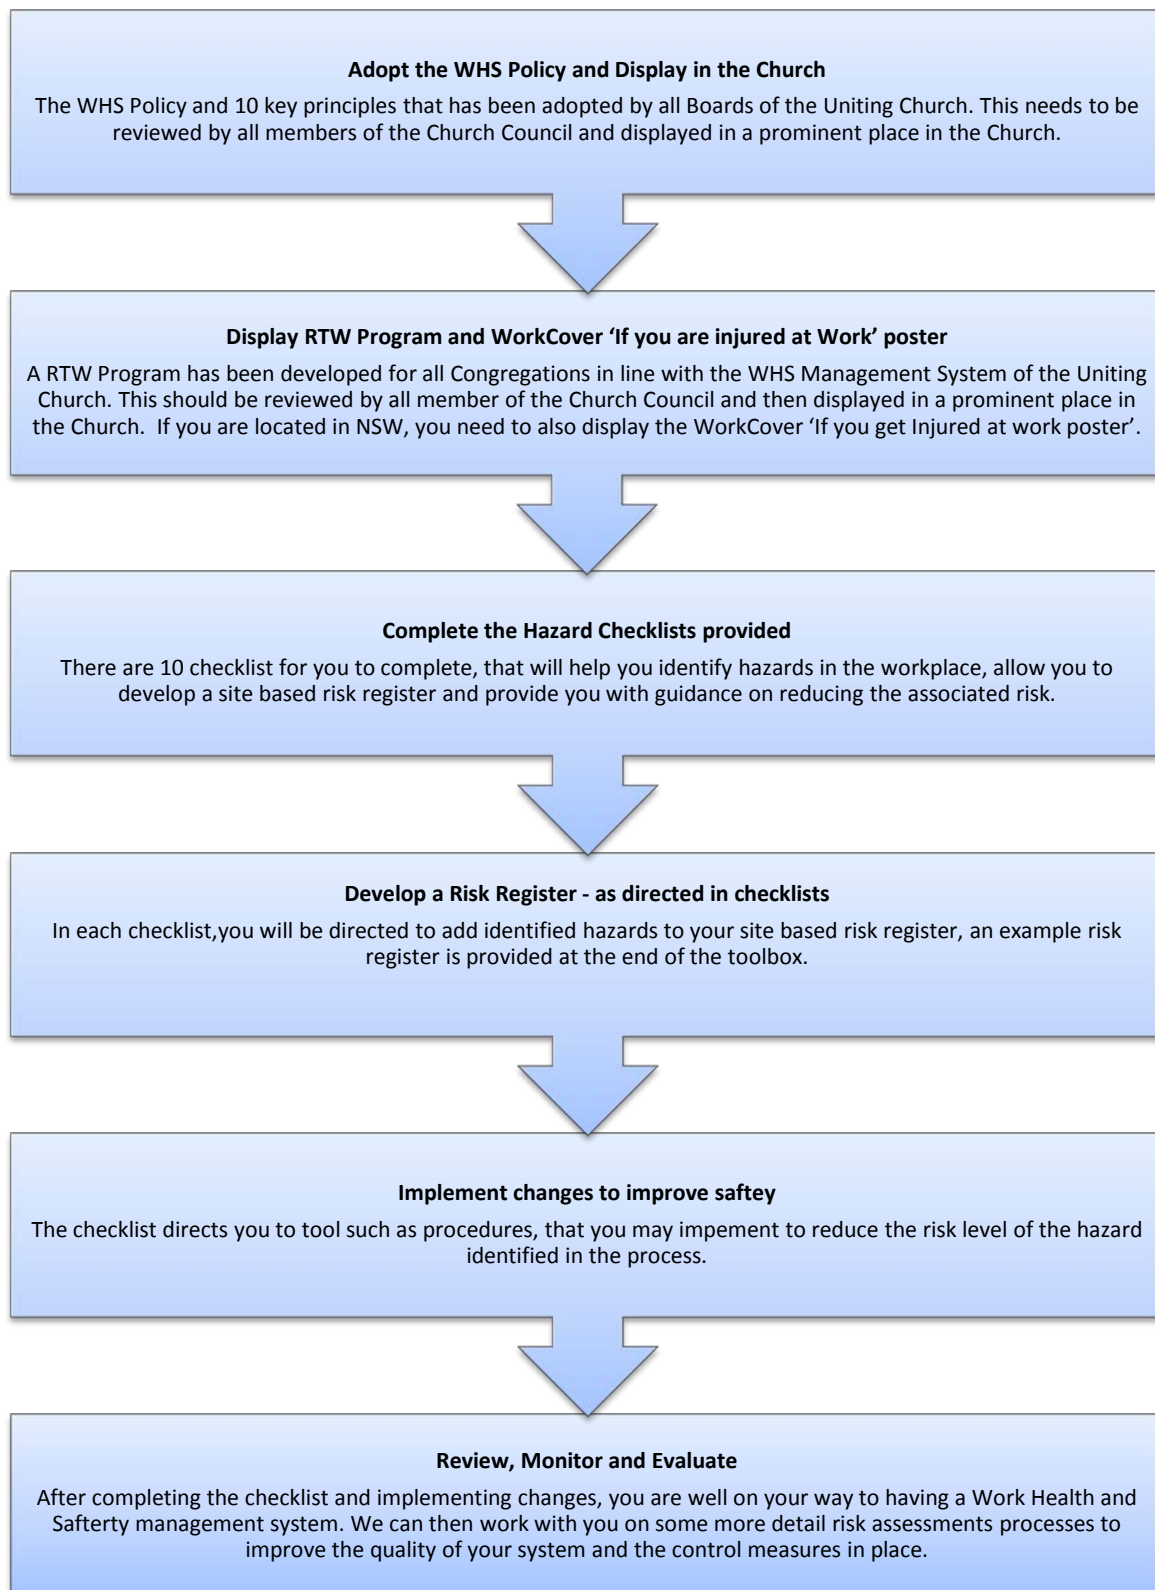 Adopt the WHS Policy and Display in the Church
The WHS Policy and 10 key principles that has been adopted by all Boards of the Uniting Church. This needs to be
reviewed by all members of the Church Council and displayed in a prominent place in the Church.
Display RTW Program and WorkCover ‘If you are injured at Work’ poster
A RTW Program has been developed for all Congregations in line with the WHS Management System of the Uniting
Church. This should be reviewed by all member of the Church Council and then displayed in a prominent place in
the Church.  If you are located in NSW, you need to also display the WorkCover ‘If you get Injured at work poster’.
Complete the Hazard Checklists provided
There are 10 checklist for you to complete, that will help you identify hazards in the workplace, allow you to
develop a site based risk register and provide you with guidance on reducing the associated risk.
Develop a Risk Register - as directed in checklists
In each checklist,you will be directed to add identified hazards to your site based risk register, an example risk
register is provided at the end of the toolbox.
Implement changes to improve saftey
The checklist directs you to tool such as procedures, that you may impement to reduce the risk level of the hazard
identified in the process.
Review, Monitor and Evaluate
After completing the checklist and implementing changes, you are well on your way to having a Work Health and
Safterty management system. We can then work with you on some more detail risk assessments processes to
improve the quality of your system and the control measures in place.